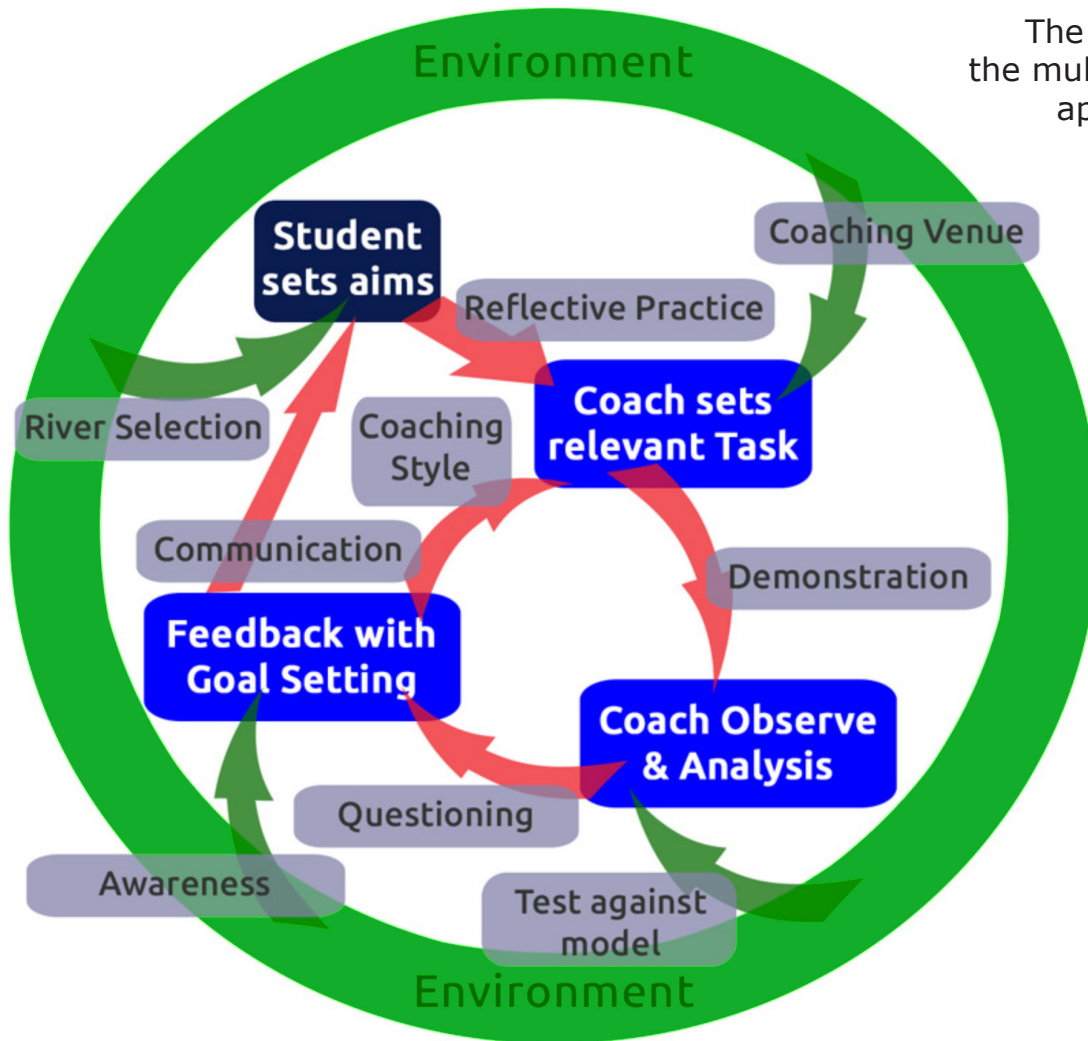 Environment
The
the mul
ap
Student
sets aims
Coaching Venue
Reflective Practice
Coach sets
relevant Task
River Selection
Coaching
Style
Communication
Demonstration
Feedback with
Goal Setting
Coach Observe
& Analysis
Questioning
Awareness
Test against
model
Environment